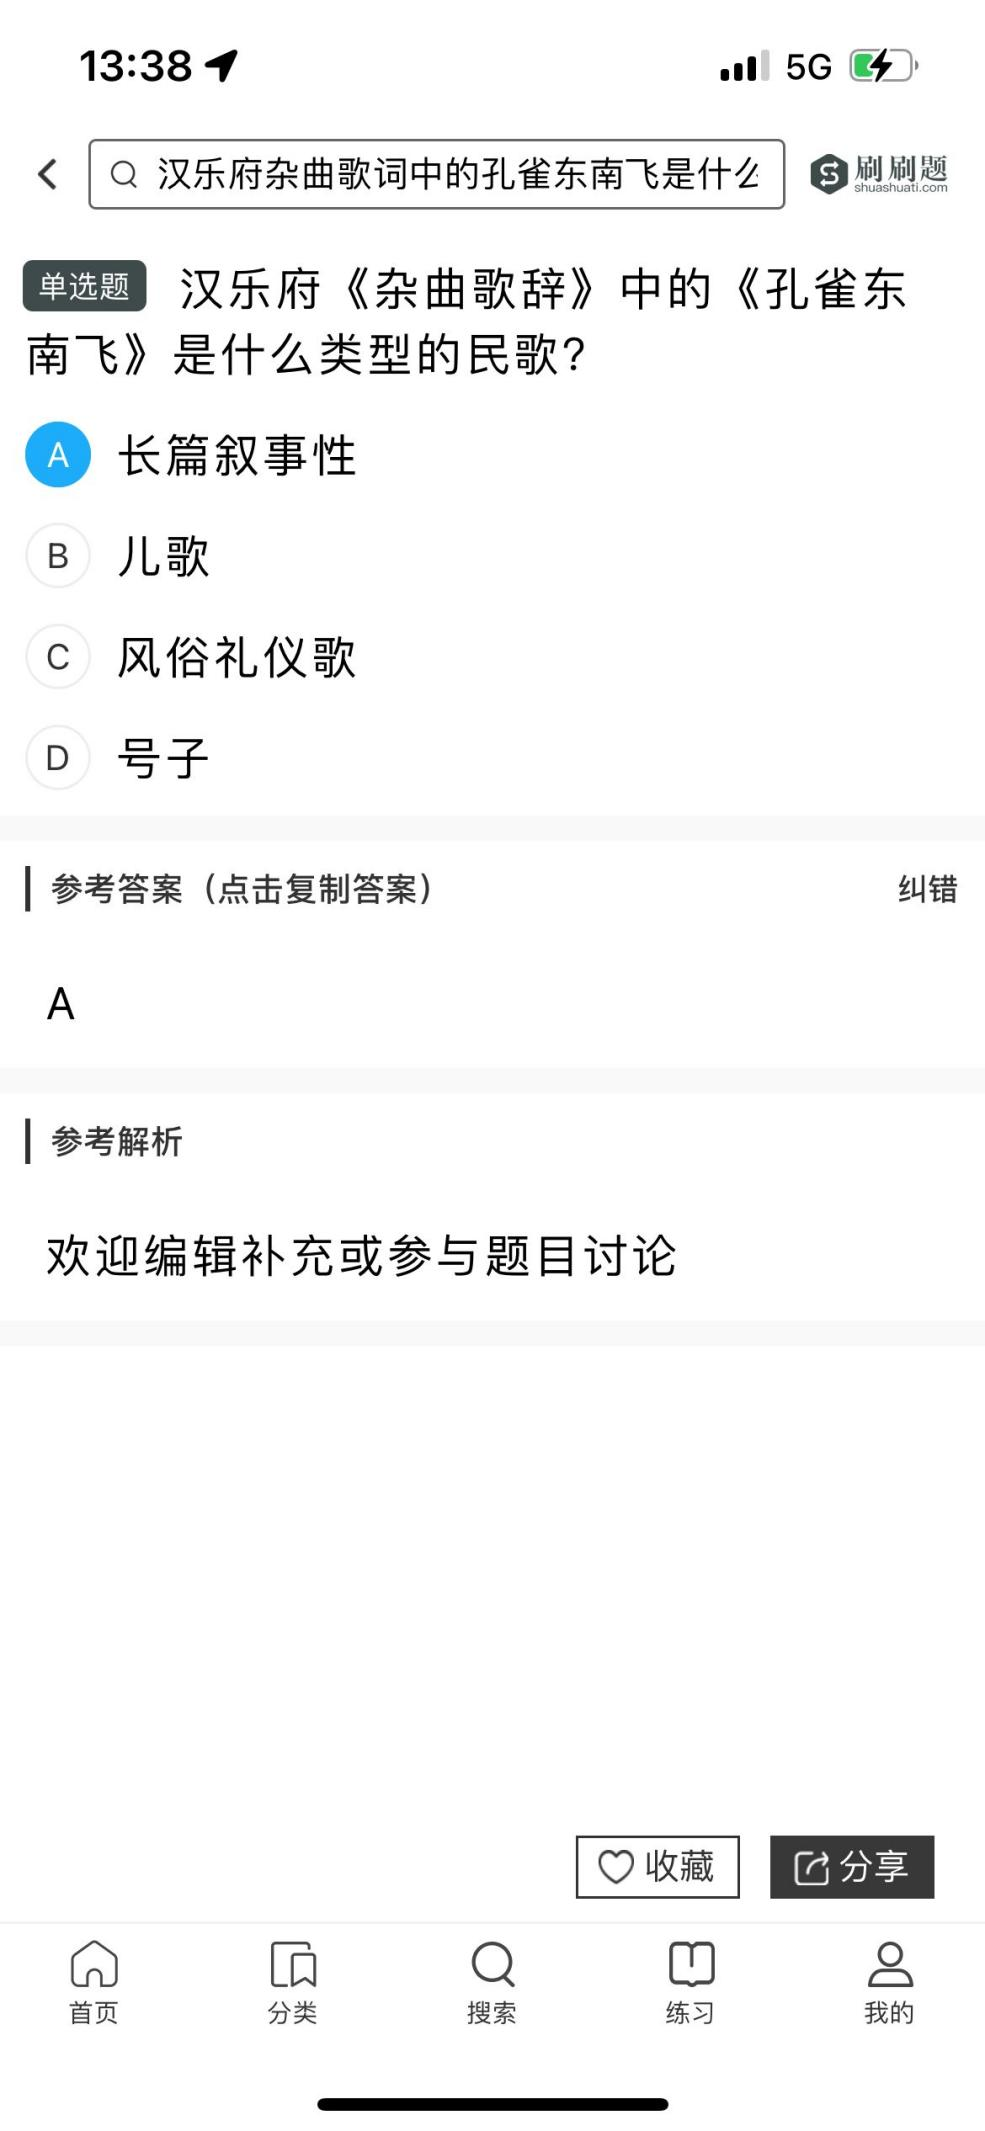 13:38
5G
汉乐府杂曲歌词中的孔雀东南飞是什么
刷刷题
shuashuati.com
单选题 汉乐府《杂曲歌辞》中的《孔雀东
南飞》是什么类型的民歌?
A 长篇叙事性
B 儿歌
C 风俗礼仪歌
D 号子
参考答案（点击复制答案） 纠错
A
参考解析
欢迎编辑补充或参与题目讨论
收藏 分享
首页 分类 搜索 练习 我的